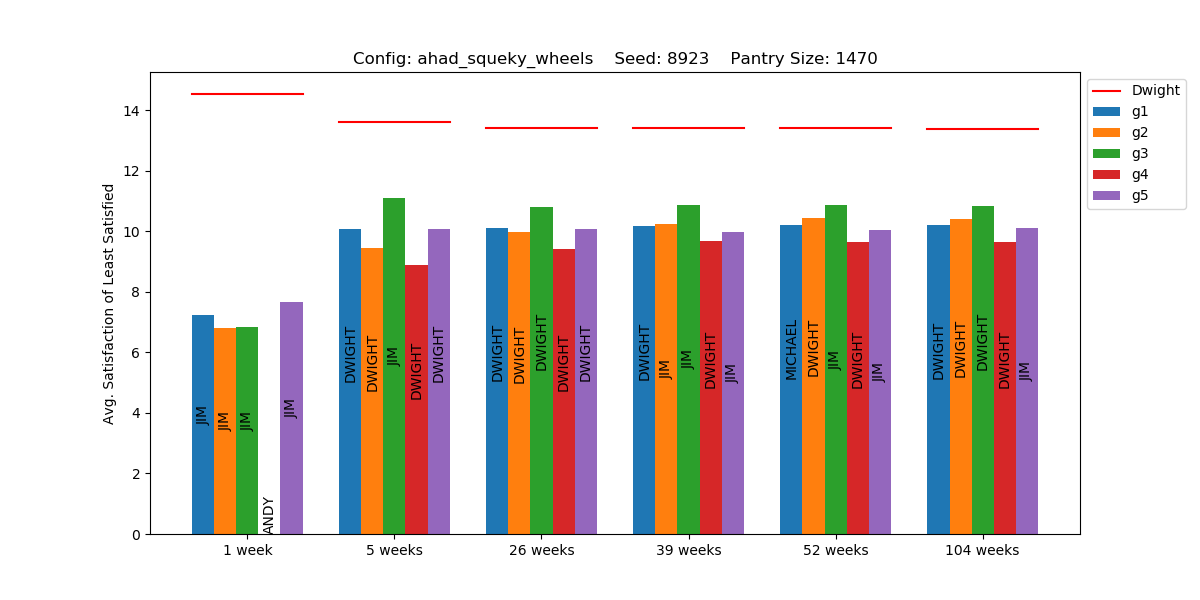 Config: ahad_squeky_wheels    Seed: 8923    Pantry Size: 1470
Avg. Satisfaction of Least Satisfied
14
12
10
8
6
4
2
0
JIM
JIM
JIM
ANDY
JIM
DWIGHT
DWIGHT
JIM
DWIGHT
DWIGHT
DWIGHT
DWIGHT
DWIGHT
DWIGHT
DWIGHT
DWIGHT
JIM
JIM
DWIGHT
JIM
MICHAEL
DWIGHT
JIM
DWIGHT
JIM
DWIGHT
DWIGHT
DWIGHT
DWIGHT
JIM
1 week
5 weeks
26 weeks
39 weeks
52 weeks
104 weeks
Dwight
g1
g2
g3
g4
g5